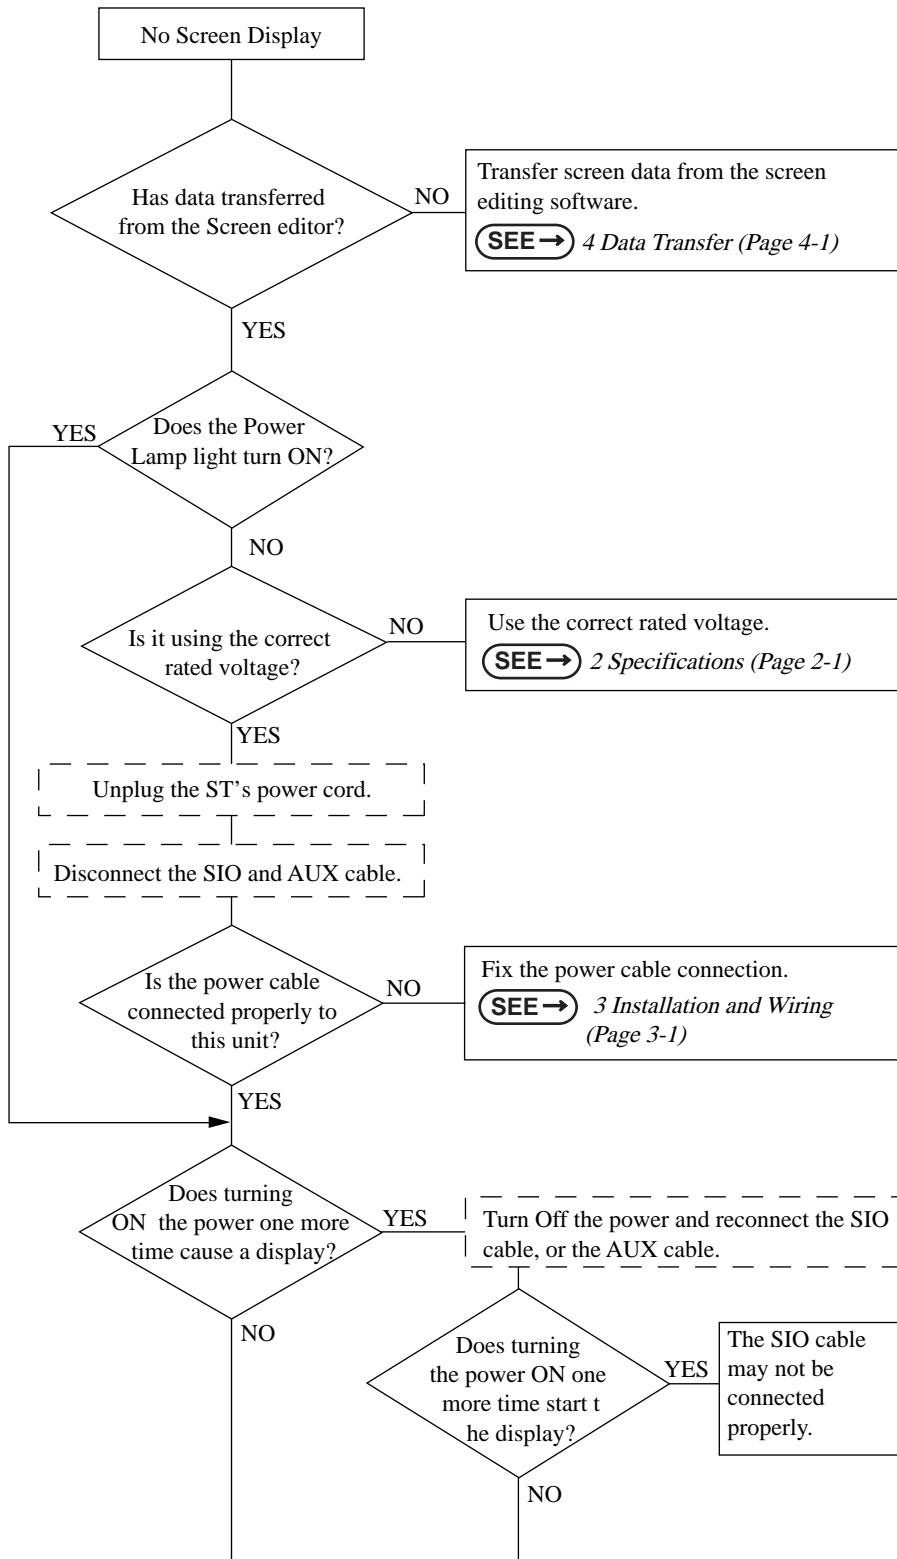 No Screen Display
Has data transferred
from the Screen editor?
NO
Transfer screen data from the screen
editing software.
SEE → 4 Data Transfer (Page 4-1)
YES
YES
Does the Power
Lamp light turn ON?
NO
Is it using the correct
rated voltage?
NO
Use the correct rated voltage.
SEE → 2 Specifications (Page 2-1)
YES
Unplug the ST’s power cord.
Disconnect the SIO and AUX cable.
Is the power cable
connected properly to
this unit?
NO
Fix the power cable connection.
SEE → 3 Installation and Wiring
(Page 3-1)
YES
Does turning
ON the power one more
time cause a display?
YES
Turn Off the power and reconnect the SIO
cable, or the AUX cable.
NO
Does turning
the power ON one
more time start t
he display?
YES
The SIO cable
may not be
connected
properly.
NO